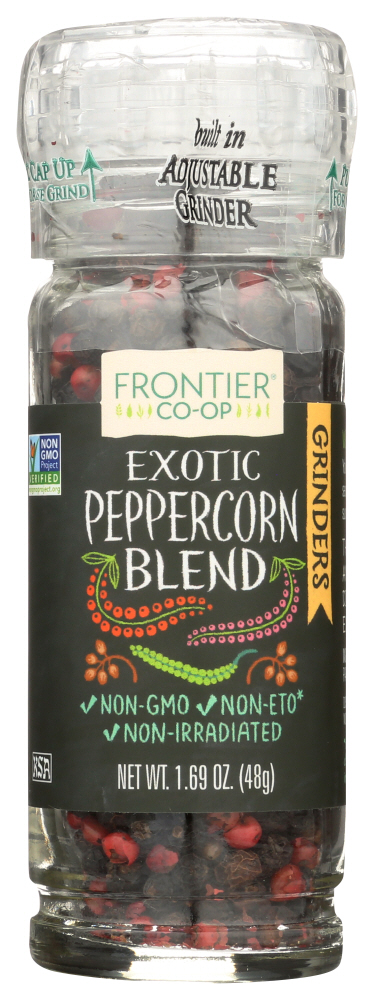 built in
ADJUSTABLE
GRINDER
CAP UP
GRIND
FRONTIER®
CO-OP
GRINDERS
NON
GMO
Project
VERIFIED
EXOTIC
PEPPERCORN
BLEND
✓NON-GMO ✓NON-ETO*
✓NON-IRRADIATED
NET WT. 1.69 OZ. (48g)